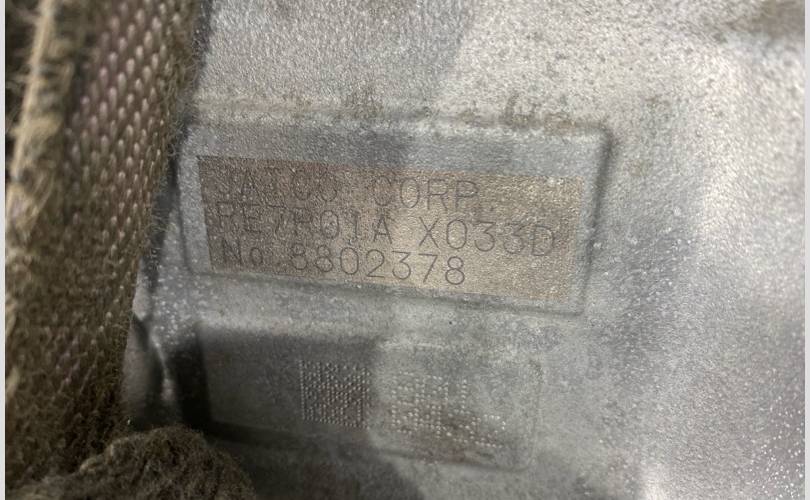 JATCO CORP.
RE7R01A X033D
No.8802378